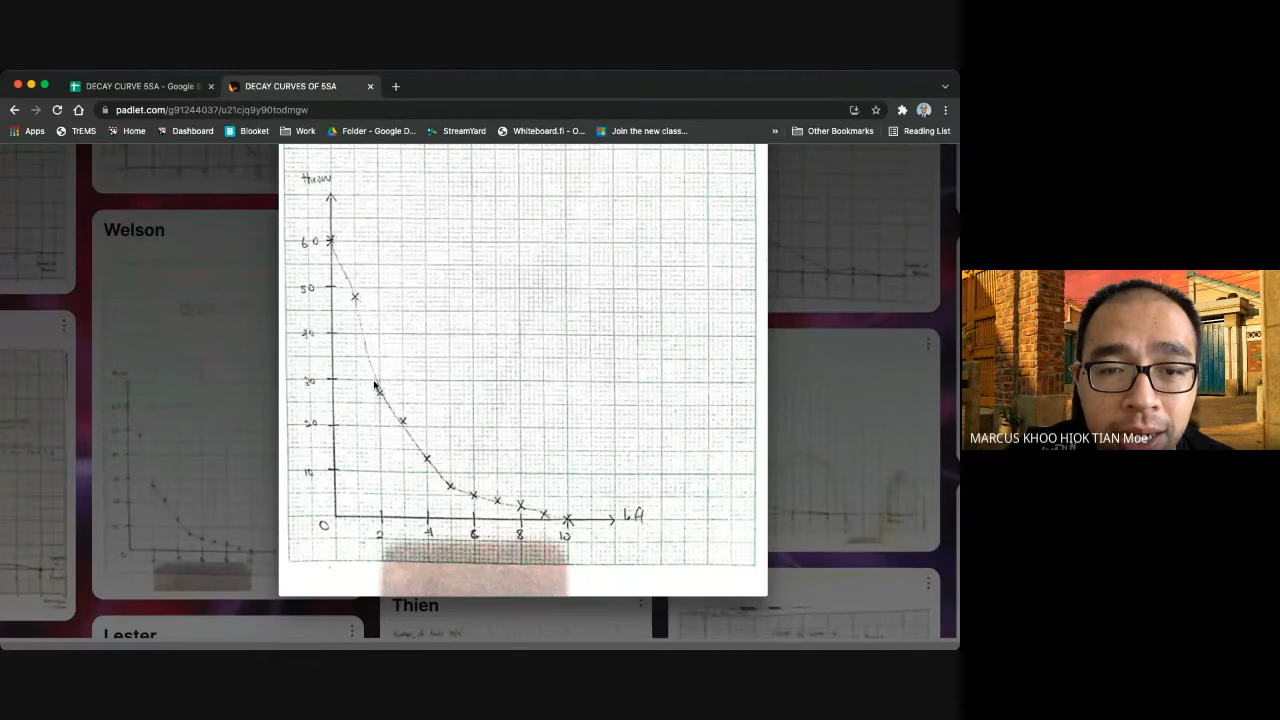 DECAY CURVE 5SA - Google S
DECAY CURVES OF 5SA
padlet.com/g91244037/u21cjq9y90todmgw
Apps
TrEMS
Home
Dashboard
Blooket
Work
Folder - Google D...
StreamYard
Whiteboard.fi - O...
Join the new class...
»
Other Bookmarks
Reading List
Welson
throw
60
50
40
30
20
10
0
2
4
6
8
10
Thien
Lester
MARCUS KHOO HIOK TIAN Moe